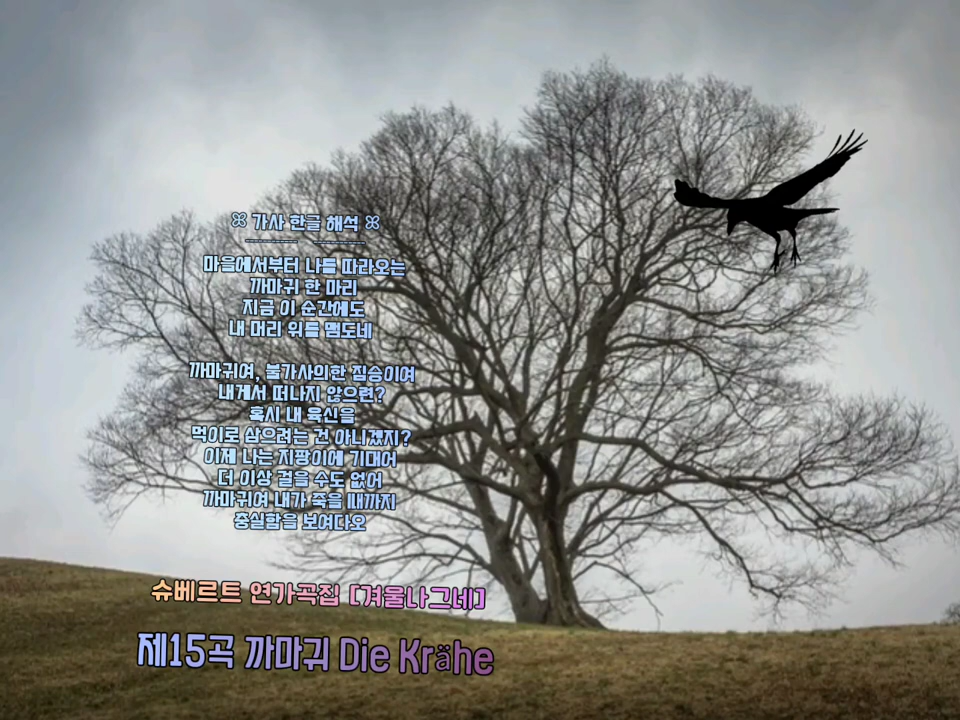 ꕤ 가사 한글 해석 ꕤ
마을에서부터 나를 따라오는
까마귀 한 마리
지금 이 순간에도
내 머리 위를 맴도네
까마귀여, 불가사의한 짐승이여
내게서 떠나지 않으련?
혹시 내 육신을
먹이로 삼으려는 건 아니겠지?
이제 나는 지팡이에 기대어
더 이상 걸을 수도 없어
까마귀여 내가 죽을 때까지
충실함을 보여다오
슈베르트 연가곡집 [겨울나그네]
제15곡 까마귀 Die Krähe